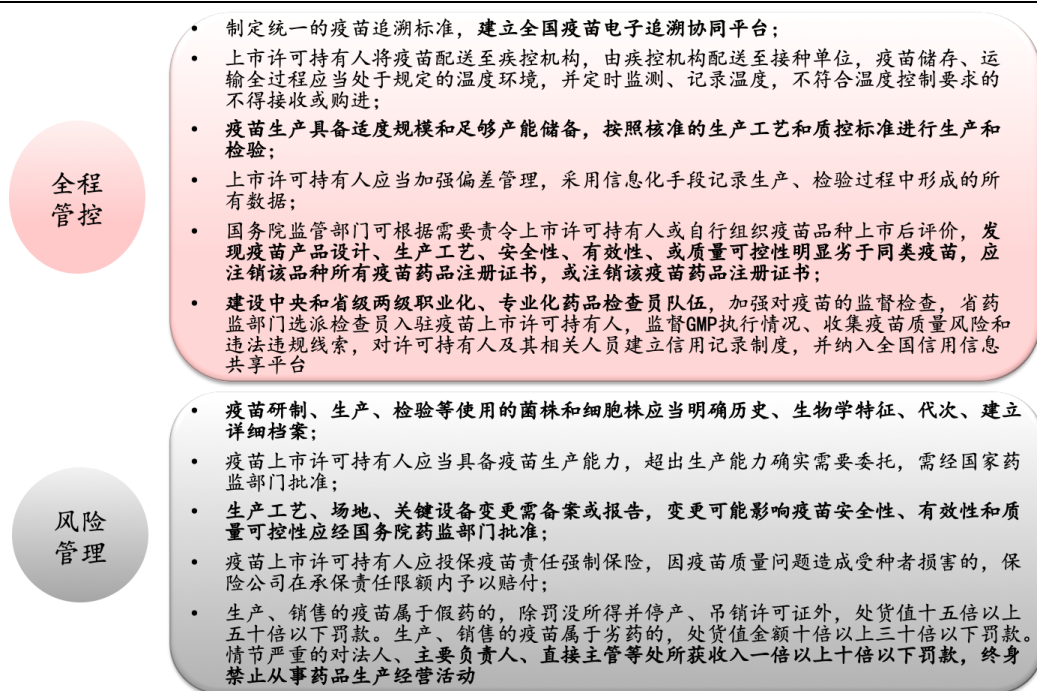 全程
管控
• 制定统一的疫苗追溯标准，建立全国疫苗电子追溯协同平台；
• 上市许可持有人将疫苗配送至疾控机构，由疾控机构配送至接种单位，疫苗储存、运
输全过程应当处于规定的温度环境，并定时监测、记录温度，不符合温度控制要求的
不得接收或购进；
• 疫苗生产具备适度规模和足够产能储备，按照核准的生产工艺和质控标准进行生产和
检验；
• 上市许可持有人应当加强偏差管理，采用信息化手段记录生产、检验过程中形成的所
有数据；
• 国务院监管部门可根据需要责令上市许可持有人或自行组织疫苗品种上市后评价，发
现疫苗产品设计、生产工艺、安全性、有效性、或质量可控性明显劣于同类疫苗，应
注销该品种所有疫苗药品注册证书，或注销该疫苗药品注册证书；
• 建设中央和省级两级职业化、专业化药品检查员队伍，加强对疫苗的监督检查，省药
监部门选派检查员入驻疫苗上市许可持有人，监督GMP执行情况、收集疫苗质量风险和
违法违规线索，对许可持有人及其相关人员建立信用记录制度，并纳入全国信用信息
共享平台
风险
管理
• 疫苗研制、生产、检验等使用的菌株和细胞株应当明确历史、生物学特征、代次、建立
详细档案；
• 疫苗上市许可持有人应当具备疫苗生产能力，超出生产能力确实需要委托，需经国家药
监部门批准；
• 生产工艺、场地、关键设备变更需备案或报告，变更可能影响疫苗安全性、有效性和质
量可控性应经国务院药监部门批准；
• 疫苗上市许可持有人应投保疫苗责任强制保险，因疫苗质量问题造成受种者损害的，保
险公司在承保责任限额内予以赔付；
• 生产、销售的疫苗属于假药的，除罚没所得并停产、吊销许可证外，处货值十五倍以上
五十倍以下罚款。生产、销售的疫苗属于劣药的，处货值金额十倍以上三十倍以下罚款。
情节严重的对法人、主要负责人、直接主管等处所获收入一倍以上十倍以下罚款，终身
禁止从事药品生产经营活动